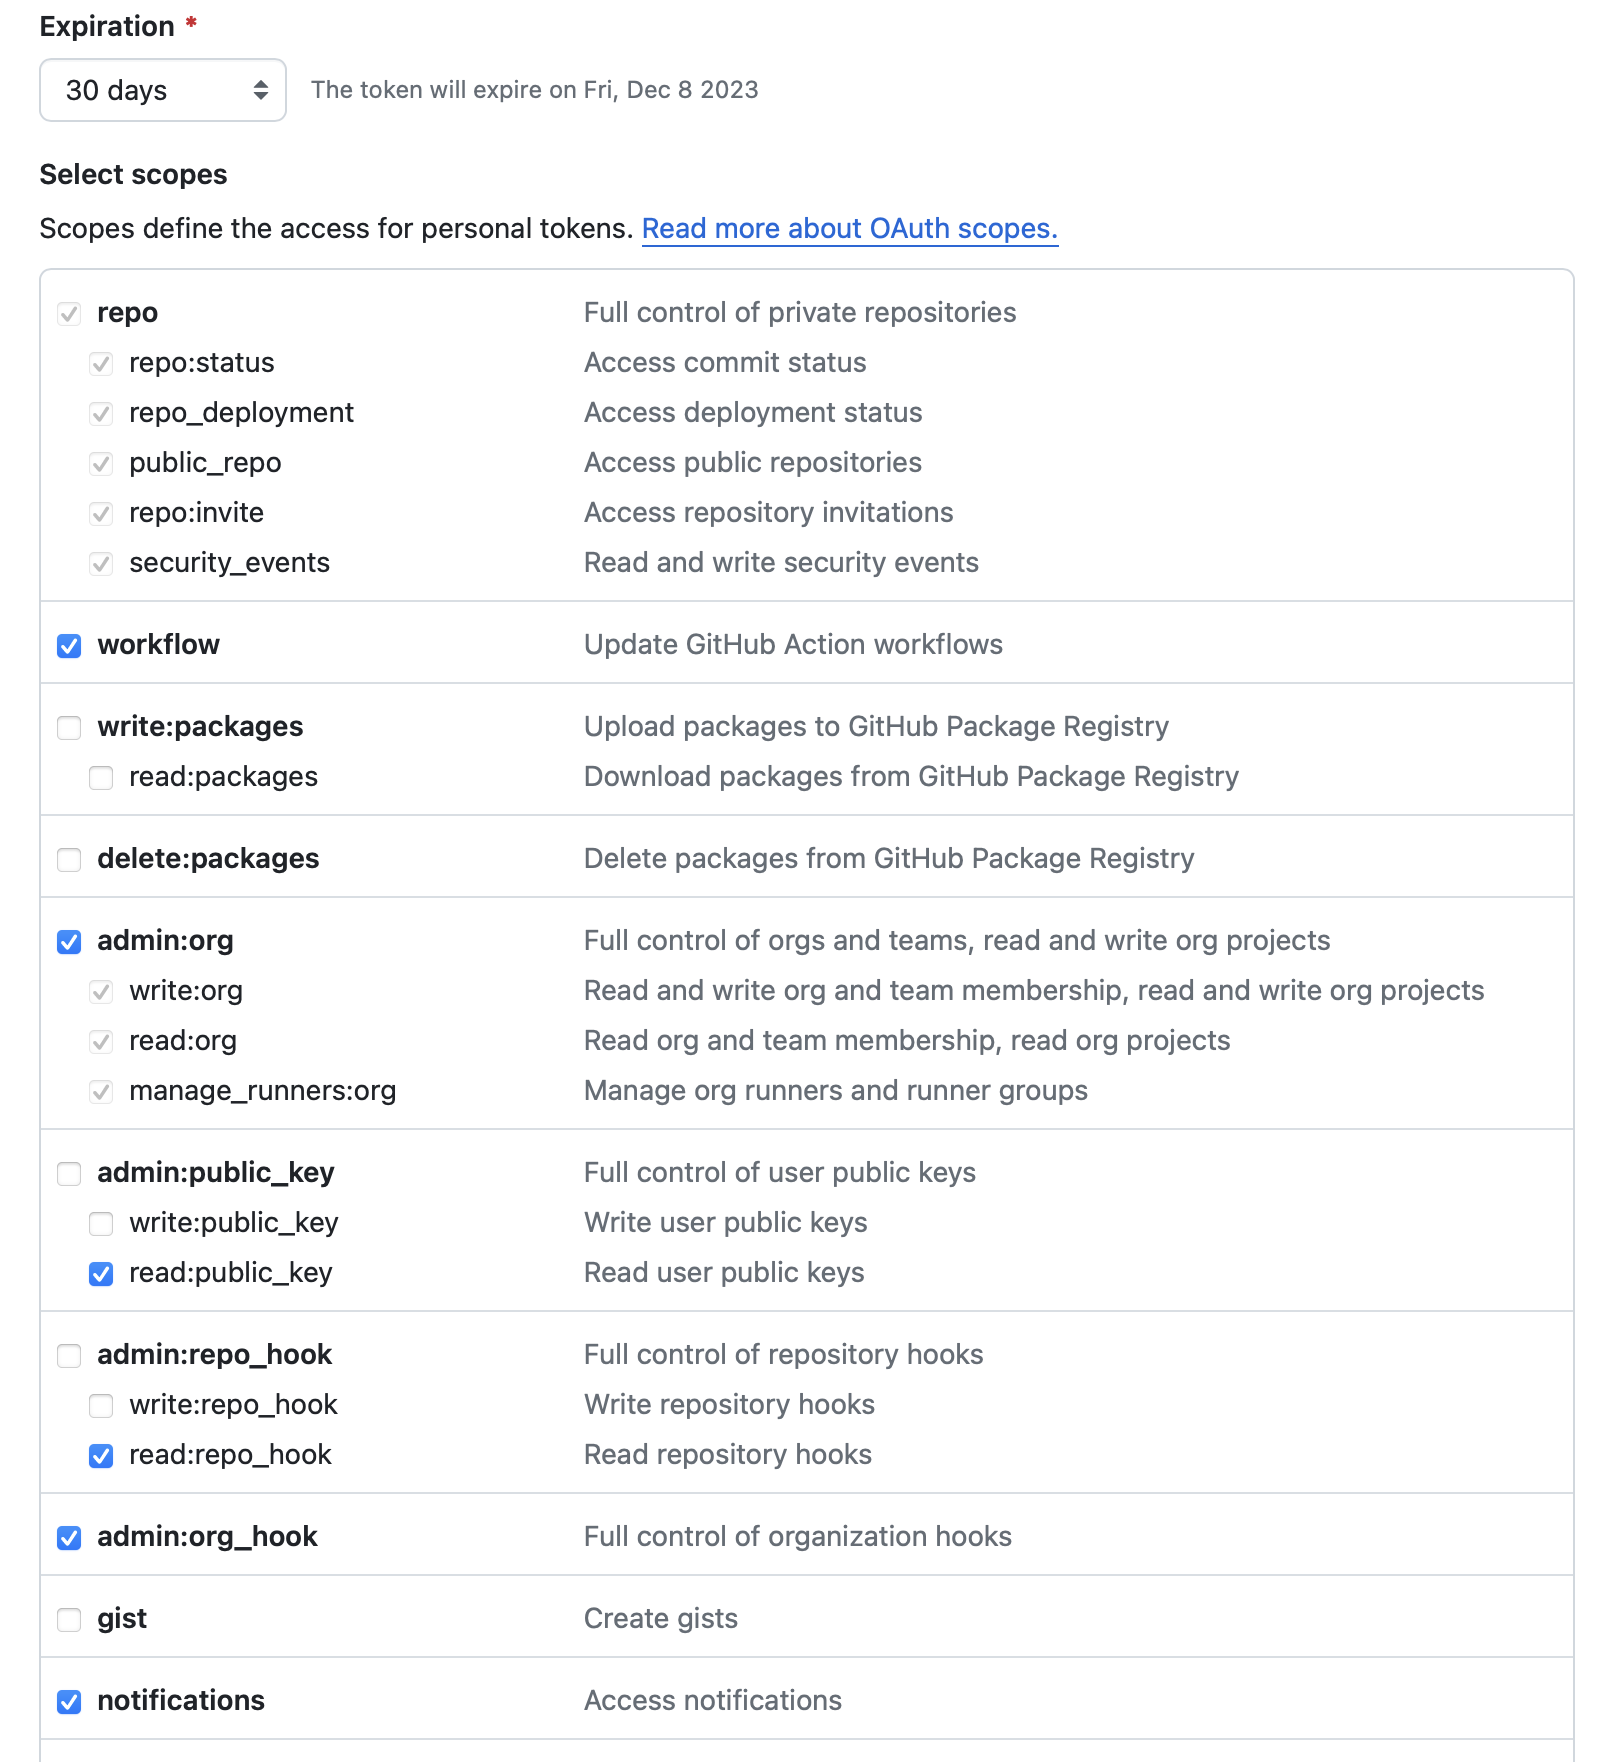 Expiration *
30 days The token will expire on Fri, Dec 8 2023
Select scopes
Scopes define the access for personal tokens. Read more about OAuth scopes.
repo Full control of private repositories
repo:status Access commit status
repo_deployment Access deployment status
public_repo Access public repositories
repo:invite Access repository invitations
security_events Read and write security events
workflow Update GitHub Action workflows
write:packages Upload packages to GitHub Package Registry
read:packages Download packages from GitHub Package Registry
delete:packages Delete packages from GitHub Package Registry
admin:org Full control of orgs and teams, read and write org projects
write:org Read and write org and team membership, read and write org projects
read:org Read org and team membership, read org projects
manage_runners:org Manage org runners and runner groups
admin:public_key Full control of user public keys
write:public_key Write user public keys
read:public_key Read user public keys
admin:repo_hook Full control of repository hooks
write:repo_hook Write repository hooks
read:repo_hook Read repository hooks
admin:org_hook Full control of organization hooks
gist Create gists
notifications Access notifications